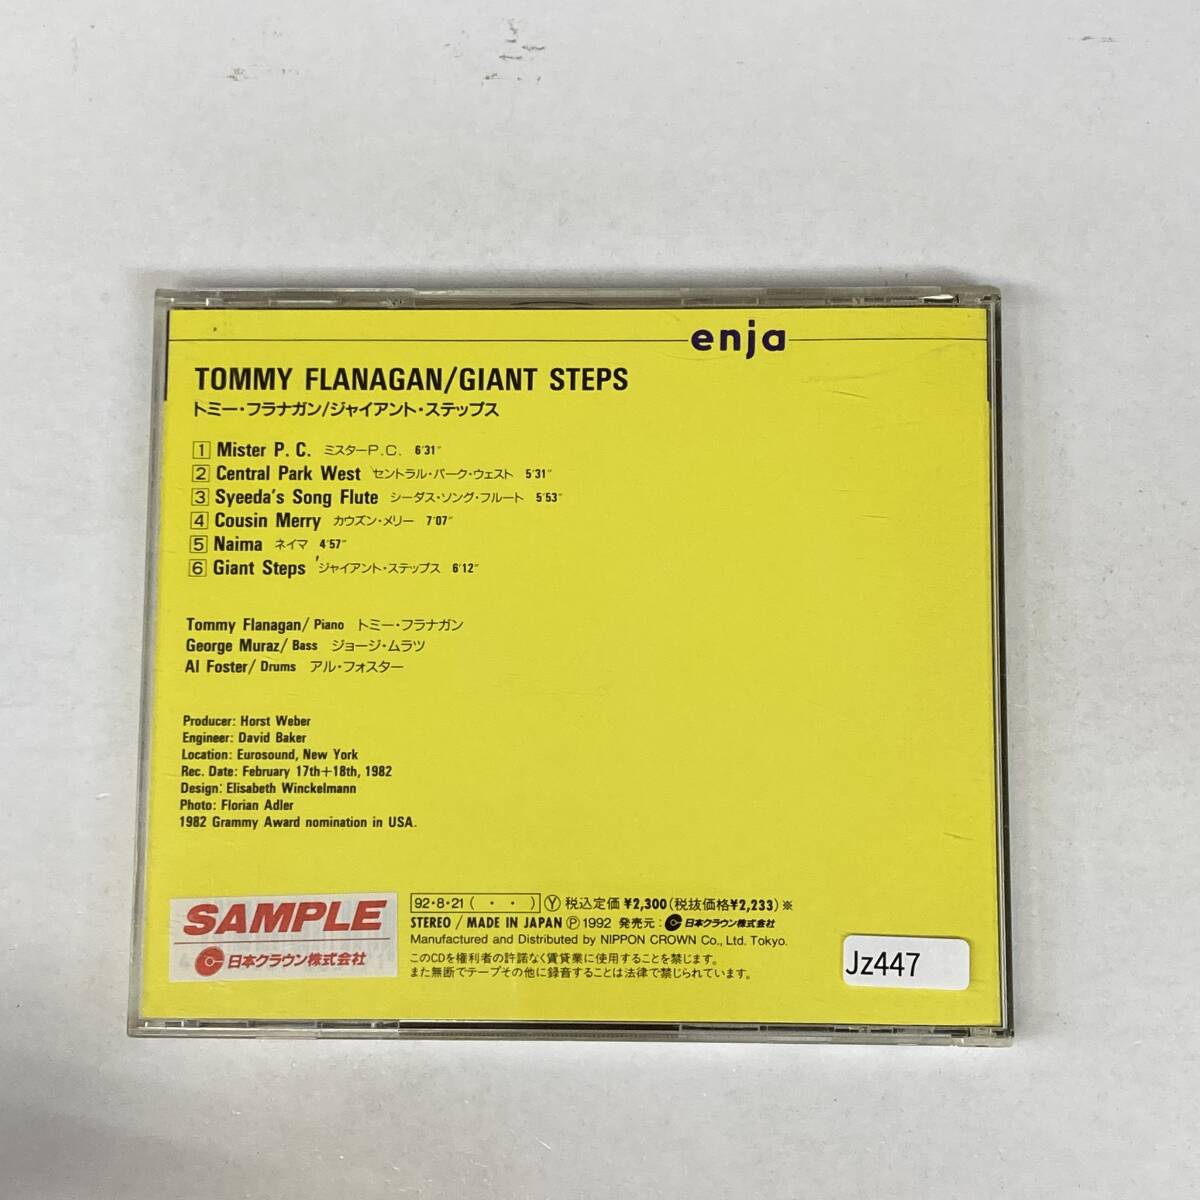 enja
TOMMY FLANAGAN/GIANT STEPS
トミー・フラナガン/ジャイアント・ステップス
1 Mister P. C. ミスターP.C. 6'31"
2 Central Park West セントラル・パーク・ウェスト 5'31"
3 Syeeda's Song Flute シーダス・ソング・フルート 5'53"
4 Cousin Merry カウズン・メリー 7'07"
5 Naima ネイマ 4'57"
6 Giant Steps ジャイアント・ステップス 6'12"
Tommy Flanagan/ Piano トミー・フラナガン
George Muraz/ Bass ジョージ・ムラツ
Al Foster/ Drums アル・フォスター
Producer: Horst Weber
Engineer: David Baker
Location: Eurosound, New York
Rec. Date: February 17th+18th, 1982
Design: Elisabeth Winckelmann
Photo: Florian Adler
1982 Grammy Award nomination in USA.
SAMPLE
日本クラウン株式会社
92・8・21 ( ・ ・ ) Ⓨ 税込定価¥2,300(税抜価格¥2,233)※
STEREO / MADE IN JAPAN Ⓟ1992 発売元: 日本クラウン株式会社
Manufactured and Distributed by NIPPON CROWN Co., Ltd. Tokyo.
このCDを権利者の許諾なく賃貸業に使用することを禁じます。
また無断でテープその他に録音することは法律で禁じられています。
Jz447